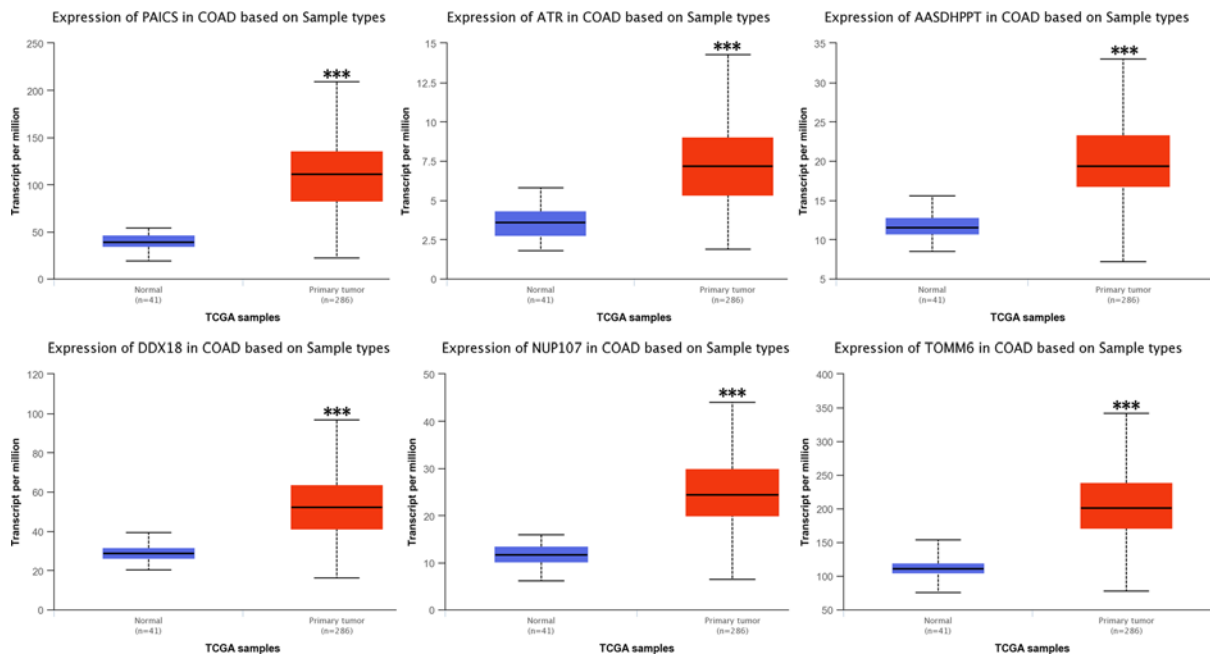 Expression of PAICS in COAD based on Sample types
250
200
150
100
50
0
Transcript per million
***
Normal
(n=41)
Primary tumor
(n=286)
TCGA samples
Expression of ATR in COAD based on Sample types
15
12.5
10
7.5
5
2.5
0
Transcript per million
***
Normal
(n=41)
Primary tumor
(n=286)
TCGA samples
Expression of AASDHPPT in COAD based on Sample types
35
30
25
20
15
10
5
Transcript per million
***
Normal
(n=41)
Primary tumor
(n=286)
TCGA samples
Expression of DDX18 in COAD based on Sample types
120
100
80
60
40
20
0
Transcript per million
***
Normal
(n=41)
Primary tumor
(n=286)
TCGA samples
Expression of NUP107 in COAD based on Sample types
50
40
30
20
10
0
Transcript per million
***
Normal
(n=41)
Primary tumor
(n=286)
TCGA samples
Expression of TOMM6 in COAD based on Sample types
400
350
300
250
200
150
100
50
Transcript per million
***
Normal
(n=41)
Primary tumor
(n=286)
TCGA samples